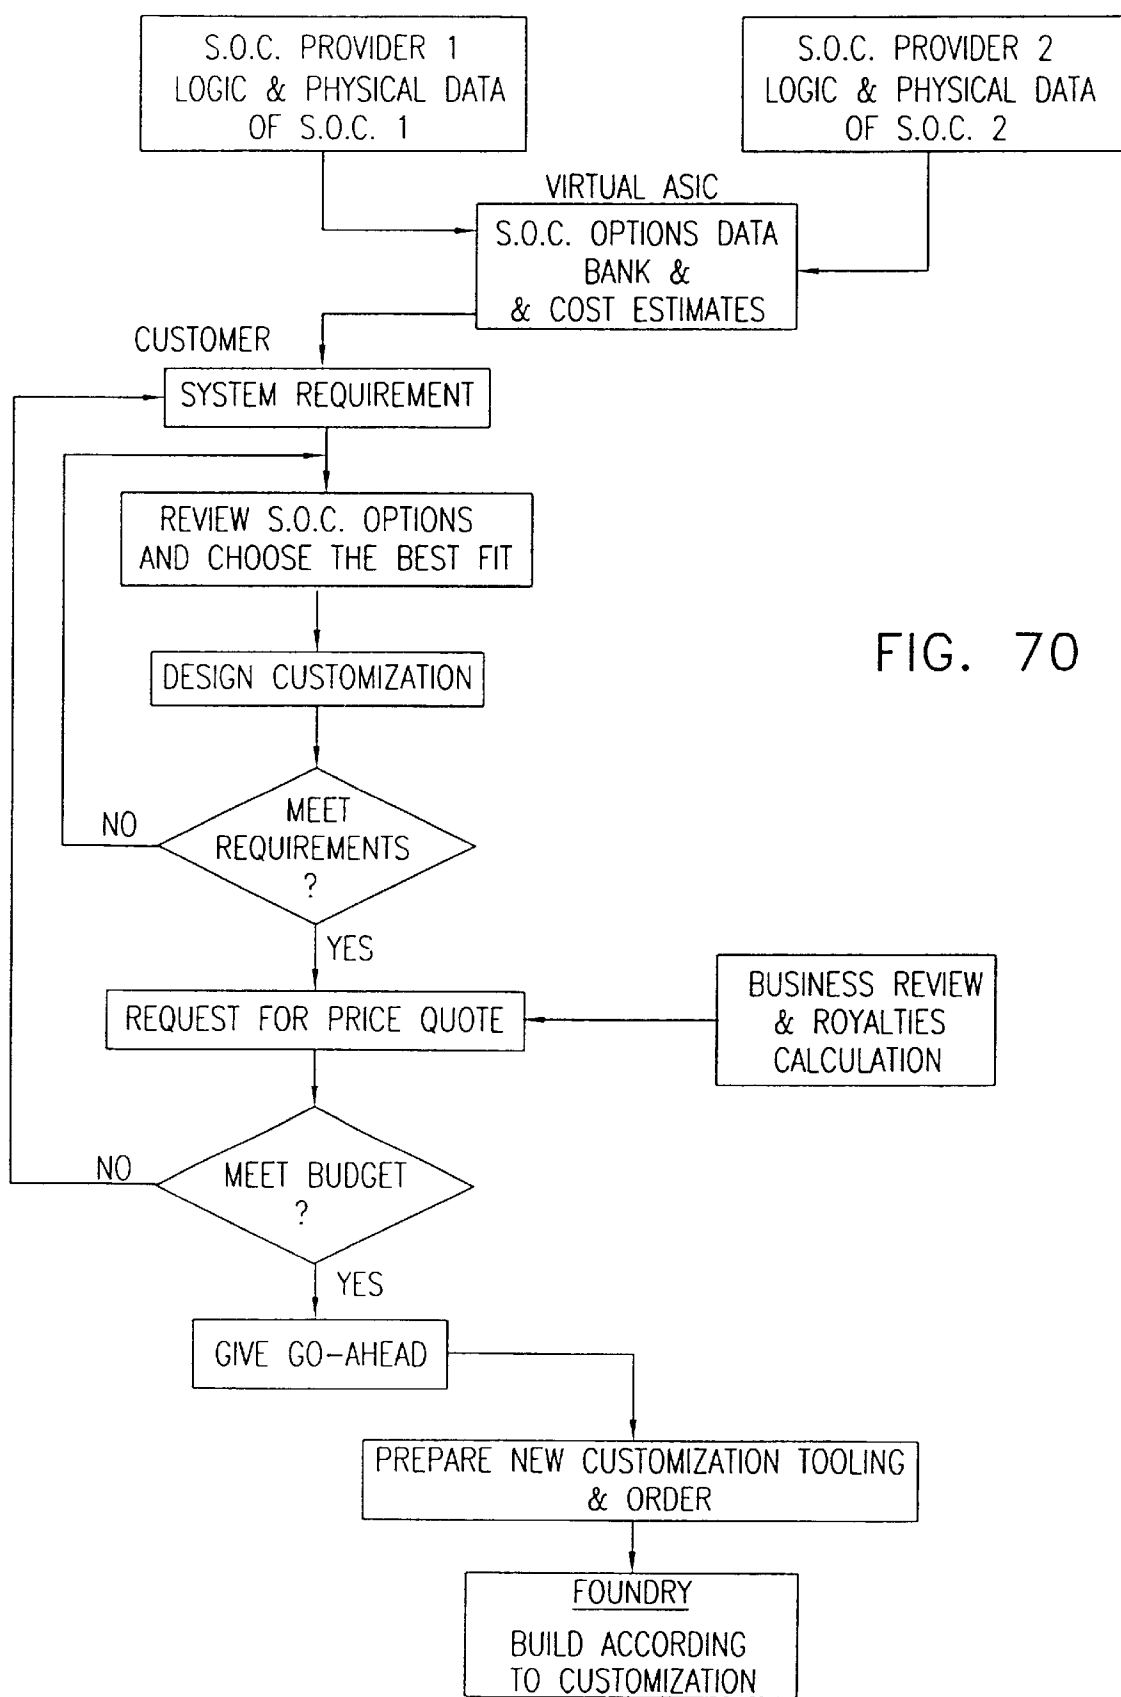 S.O.C. PROVIDER 1
LOGIC & PHYSICAL DATA
OF S.O.C. 1
S.O.C. PROVIDER 2
LOGIC & PHYSICAL DATA
OF S.O.C. 2
VIRTUAL ASIC
S.O.C. OPTIONS DATA
BANK &
& COST ESTIMATES
CUSTOMER
SYSTEM REQUIREMENT
REVIEW S.O.C. OPTIONS
AND CHOOSE THE BEST FIT
FIG. 70
DESIGN CUSTOMIZATION
NO
MEET
REQUIREMENTS
?
YES
REQUEST FOR PRICE QUOTE
BUSINESS REVIEW
& ROYALTIES
CALCULATION
NO
MEET BUDGET
?
YES
GIVE GO-AHEAD
PREPARE NEW CUSTOMIZATION TOOLING
& ORDER
FOUNDRY
BUILD ACCORDING
TO CUSTOMIZATION